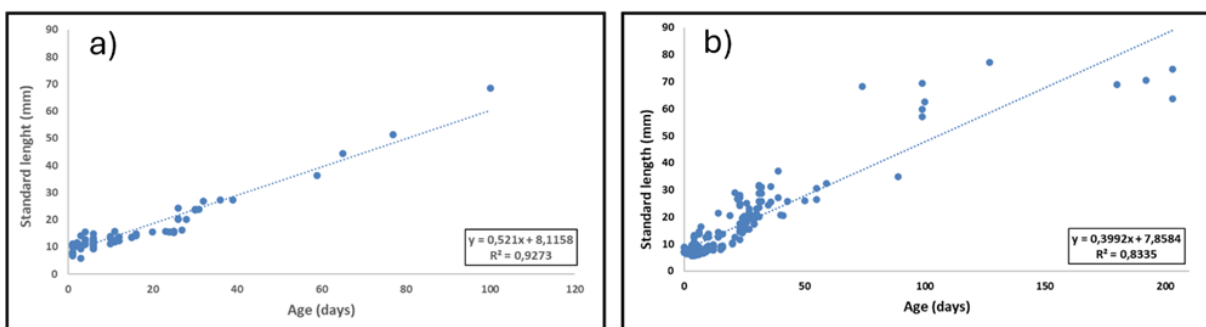 a)
90
80
70
60
50
40
30
20
10
0
Standard lenght (mm)
y = 0,521x + 8,1158
R² = 0,9273
0 20 40 60 80 100 120
Age (days)
b)
90
80
70
60
50
40
30
20
10
0
Standard length (mm)
y = 0,3992x + 7,8584
R² = 0,8335
0 50 100 150 200
Age (days)